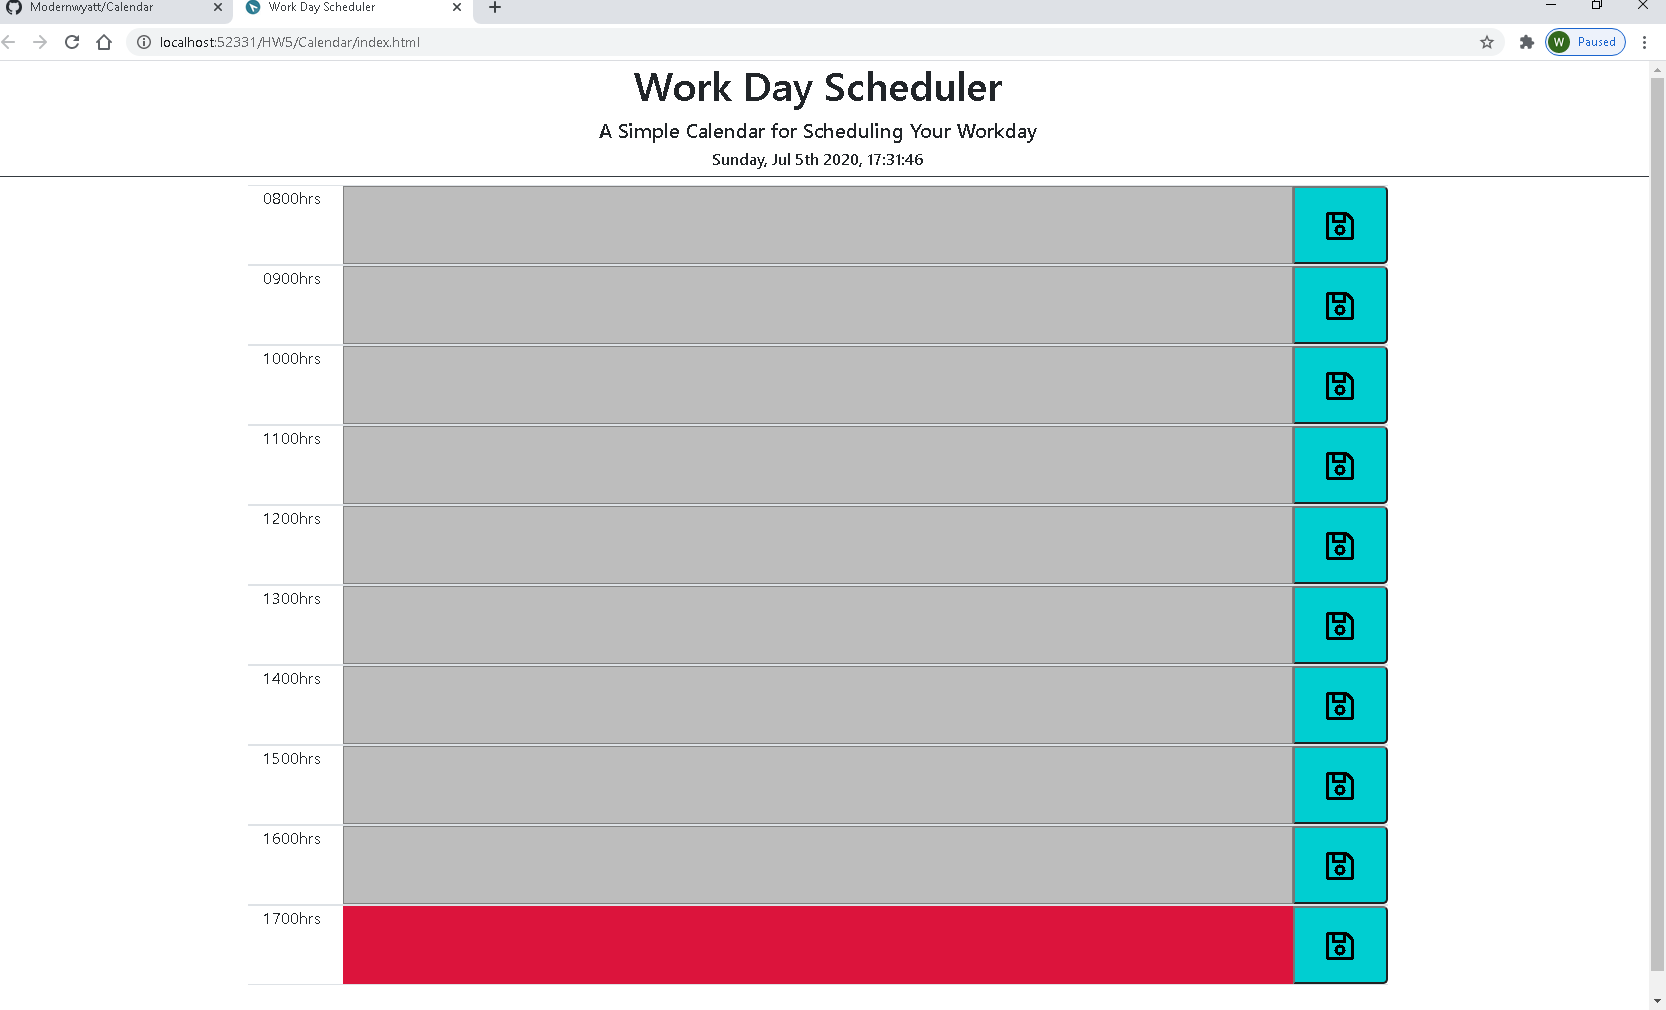 Modernwyatt/Calendar
Work Day Scheduler
localhost:52331/HW5/Calendar/index.html
W Paused
Work Day Scheduler
A Simple Calendar for Scheduling Your Workday
Sunday, Jul 5th 2020, 17:31:46
0800hrs
0900hrs
1000hrs
1100hrs
1200hrs
1300hrs
1400hrs
1500hrs
1600hrs
1700hrs